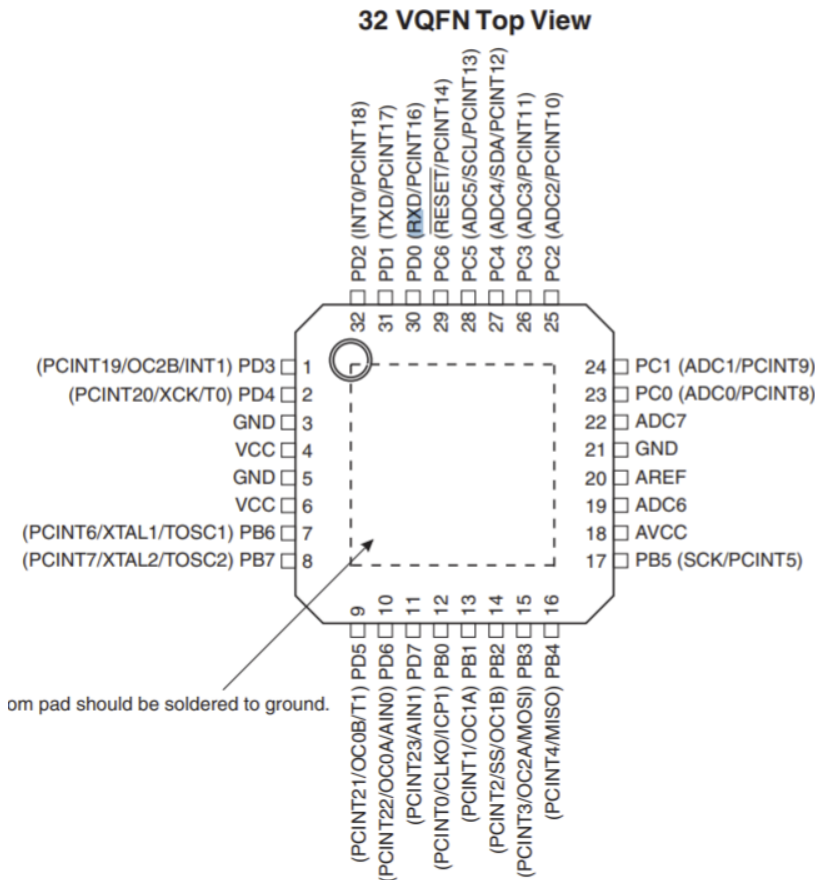 32 VQFN Top View
PD2 (INT0/PCINT18)
PD1 (TXD/PCINT17)
PD0 (RXD/PCINT16)
PC6 (RESET/PCINT14)
PC5 (ADC5/SCL/PCINT13)
PC4 (ADC4/SDA/PCINT12)
PC3 (ADC3/PCINT11)
PC2 (ADC2/PCINT10)
32 31 30 29 28 27 26 25
(PCINT19/OC2B/INT1) PD3 1
(PCINT20/XCK/T0) PD4 2
GND 3
VCC 4
GND 5
VCC 6
(PCINT6/XTAL1/TOSC1) PB6 7
(PCINT7/XTAL2/TOSC2) PB7 8
24 PC1 (ADC1/PCINT9)
23 PC0 (ADC0/PCINT8)
22 ADC7
21 GND
20 AREF
19 ADC6
18 AVCC
17 PB5 (SCK/PCINT5)
9 10 11 12 13 14 15 16
(PCINT21/OC0B/T1) PD5
(PCINT22/OC0A/AIN0) PD6
(PCINT23/AIN1) PD7
(PCINT0/CLKO/ICP1) PB0
(PCINT1/OC1A) PB1
(PCINT2/SS/OC1B) PB2
(PCINT3/OC2A/MOSI) PB3
(PCINT4/MISO) PB4
om pad should be soldered to ground.